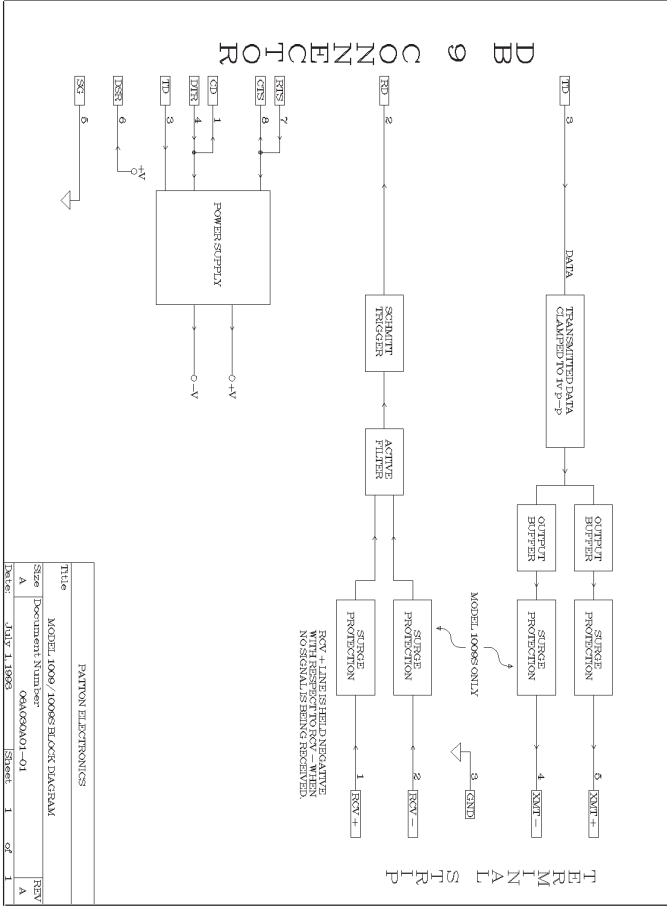 DB 9 CONNECTOR
TD
3
DATA
TRANSMITTED DATA
CLAMPED TO 1v p-p
OUTPUT
BUFFER
SURGE
PROTECTION
5
XMT +
OUTPUT
BUFFER
SURGE
PROTECTION
4
XMT -
MODEL 1009S ONLY
3
GND
RD
2
SCHMITT
TRIGGER
ACTIVE
FILTER
SURGE
PROTECTION
2
RCV -
SURGE
PROTECTION
1
RCV +
RCV + LINE IS HELD NEGATIVE
WITH RESPECT TO RCV - WHEN
NO SIGNAL IS BEING RECEIVED.
TERMINAL STRIP
RTS
7
CTS
8
CD
1
DTR
4
TD
3
POWER SUPPLY
+V
-V
DSR
6
+V
SG
5
PATTON ELECTRONICS
Title
MODEL 1009/1009S BLOCK DIAGRAM
Size
Document Number
REV
A
06A030A01-01
A
Date:
July 1, 1993
Sheet
1
of
1